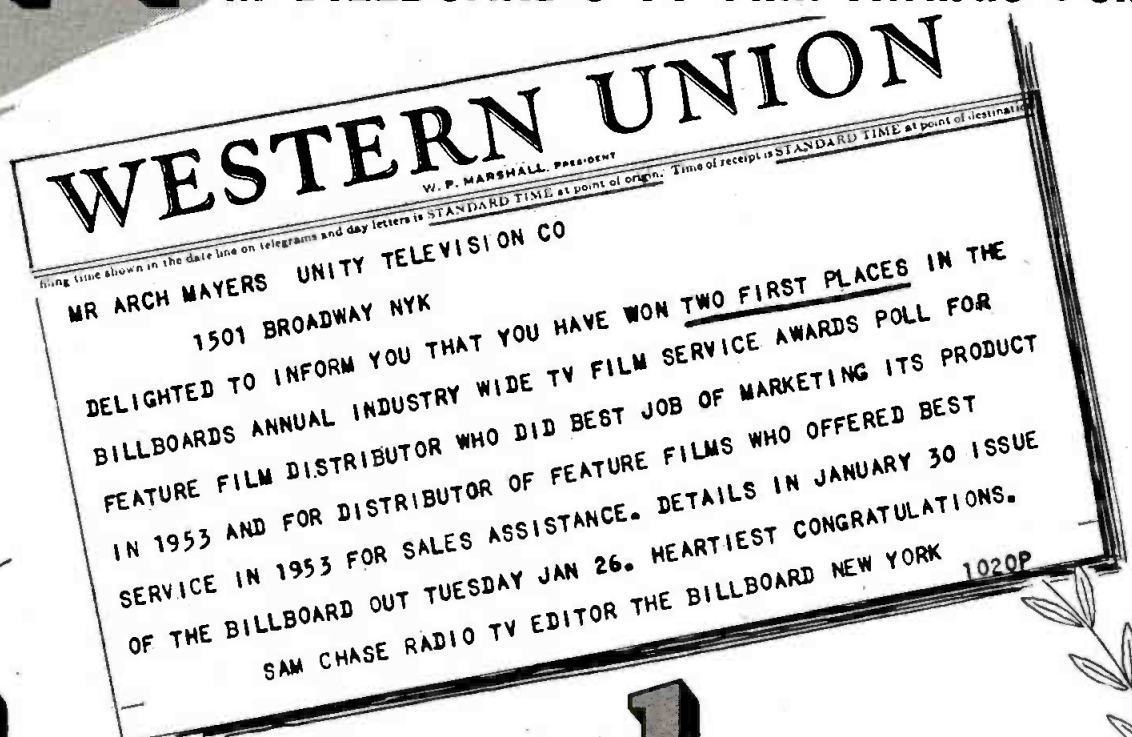 WESTERN UNION
W. P. MARSHALL, PRESIDENT
filing time shown in the date line on telegrams and day letters is STANDARD TIME at point of origin. Time of receipt is STANDARD TIME at point of destination
MR ARCH MAYERS UNITY TELEVISION CO
1501 BROADWAY NYK
DELIGHTED TO INFORM YOU THAT YOU HAVE WON TWO FIRST PLACES IN THE
BILLBOARDS ANNUAL INDUSTRY WIDE TV FILM SERVICE AWARDS POLL FOR
FEATURE FILM DISTRIBUTOR WHO DID BEST JOB OF MARKETING ITS PRODUCT
IN 1953 AND FOR DISTRIBUTOR OF FEATURE FILMS WHO OFFERED BEST
SERVICE IN 1953 FOR SALES ASSISTANCE. DETAILS IN JANUARY 30 ISSUE
OF THE BILLBOARD OUT TUESDAY JAN 26. HEARTIEST CONGRATULATIONS.
SAM CHASE RADIO TV EDITOR THE BILLBOARD NEW YORK 1020P
1